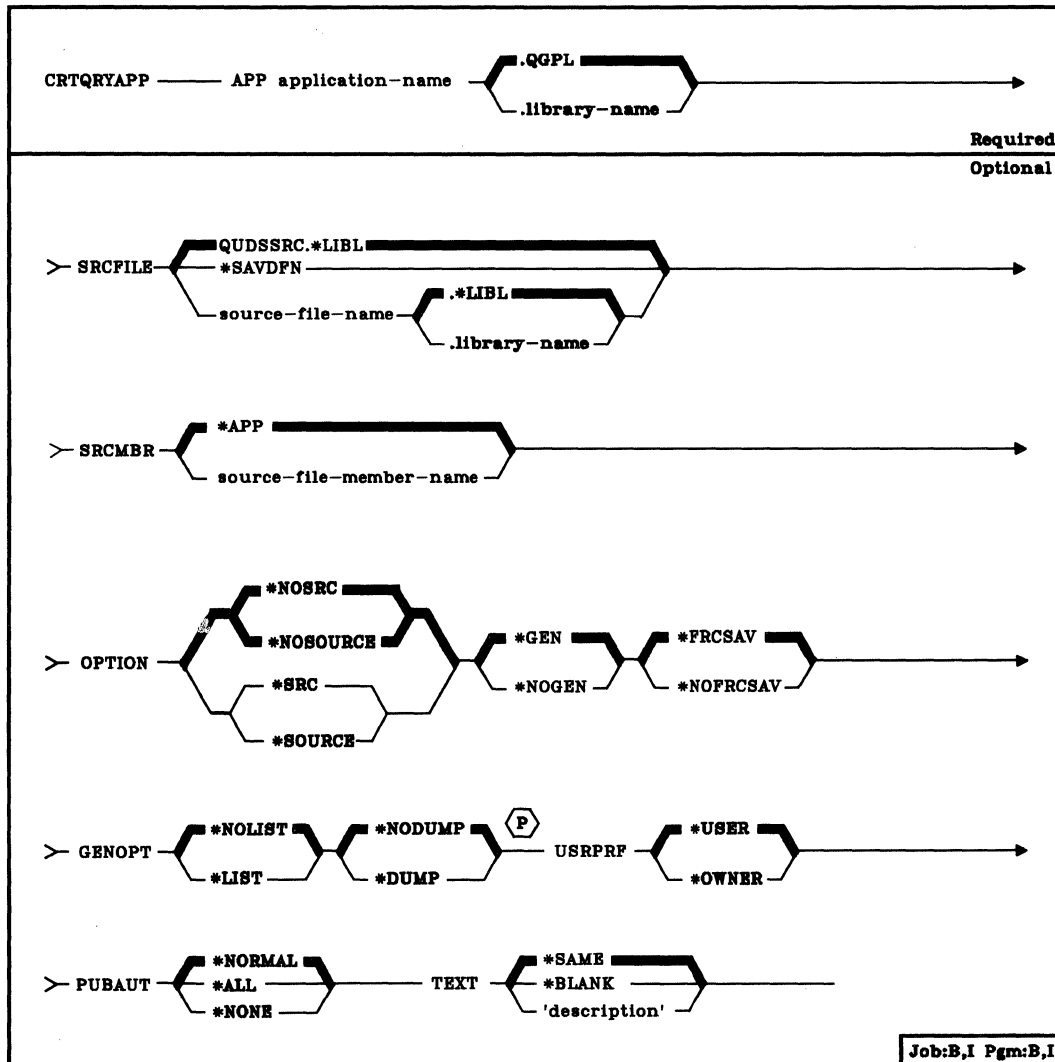 .QGPL
CRTQRYAPP APP application-name
.library-name
Required
Optional
QUDSSRC.*LIBL
SRCFILE *SAVDFN
.*LIBL
source-file-name
.library-name
*APP
SRCMBR
source-file-member-name
*NOSRC
*NOSOURCE
*GEN *FRCSAV
OPTION
*NOGEN *NOFRCSAV
*SRC
*SOURCE
P
*NOLIST *NODUMP *USER
GENOPT USRPRF
*LIST *DUMP *OWNER
*NORMAL *SAME
PUBAUT *ALL TEXT *BLANK
*NONE 'description'
Job:B,I Pgm:B,I